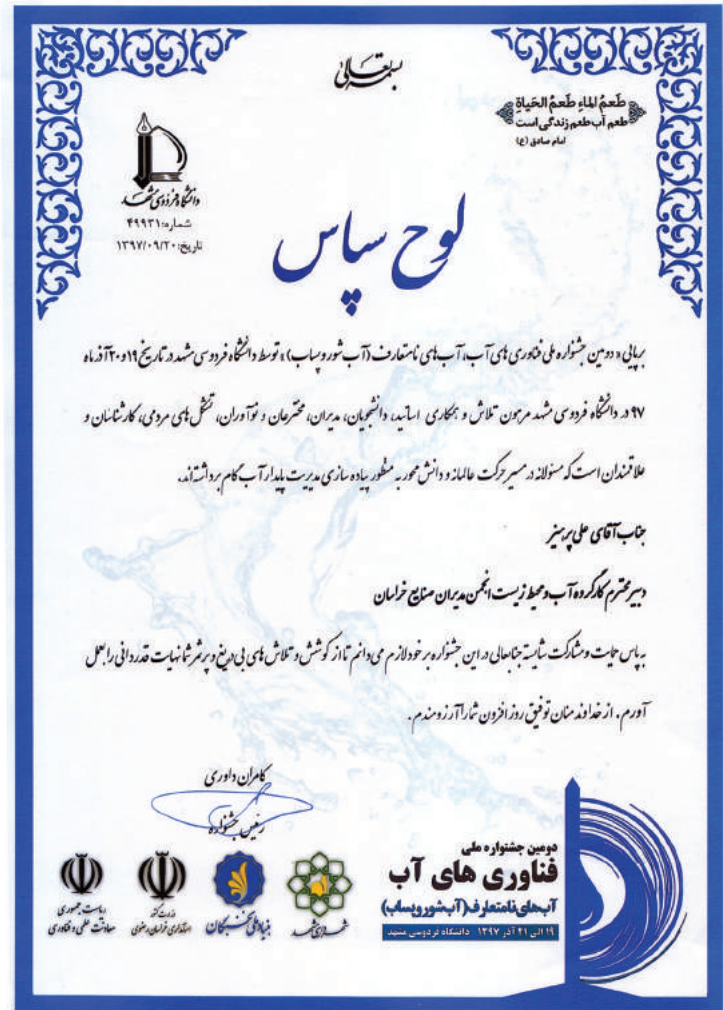 بسمه تعالی
طَعمُ الماءِ طَعمُ الحَیاةِ
طعم آب طعم زندگی است
امام صادق (ع)
دانشگاه فردوسی مشهد
شماره: ۴۹۹۳۱
تاریخ: ۱۳۹۷/۰۹/۲۰
لوح سپاس
برپایی «دومین جشنواره ملی فناوری های آب، آب های نامتعارف (آب شور و پساب)» توسط دانشگاه فردوسی مشهد در تاریخ ۱۹ و ۲۰ آذر ماه
۹۷ در دانشگاه فردوسی مشهد مرهون تلاش و همکاری اساتید، دانشجویان، مدیران، مخترعان و نوآوران، تشکل های مردمی، کارشناسان و
علاقمندان است که مسئولانه در مسیر حرکت عالمانه و دانش محور به منظور پیاده سازی مدیریت پایدار آب گام برداشته اند.
جناب آقای علی پرهیز
دبیر محترم کارگروه آب و محیط زیست انجمن مدیران صنایع خراسان
به پاس حمایت و مشارکت شایسته جنابعالی در این جشنواره بر خود لازم می دانم تا از کوشش و تلاش های بی دریغ و پرثمر شما نهایت قدردانی را بعمل
آورم. از خداوند منان توفیق روز افزون شما را آرزومندم.
کامران داوری
رئیس جشنواره
دومین جشنواره ملی
فناوری های آب
آب‌های نامتعارف (آب شور و پساب)
۱۹ الی ۲۱ آذر ۱۳۹۷ دانشگاه فردوسی مشهد
شهرداری مشهد
بنیاد ملی نخبگان
وزارت کشور
استانداری خراسان رضوی
ریاست جمهوری
معاونت علمی و فناوری